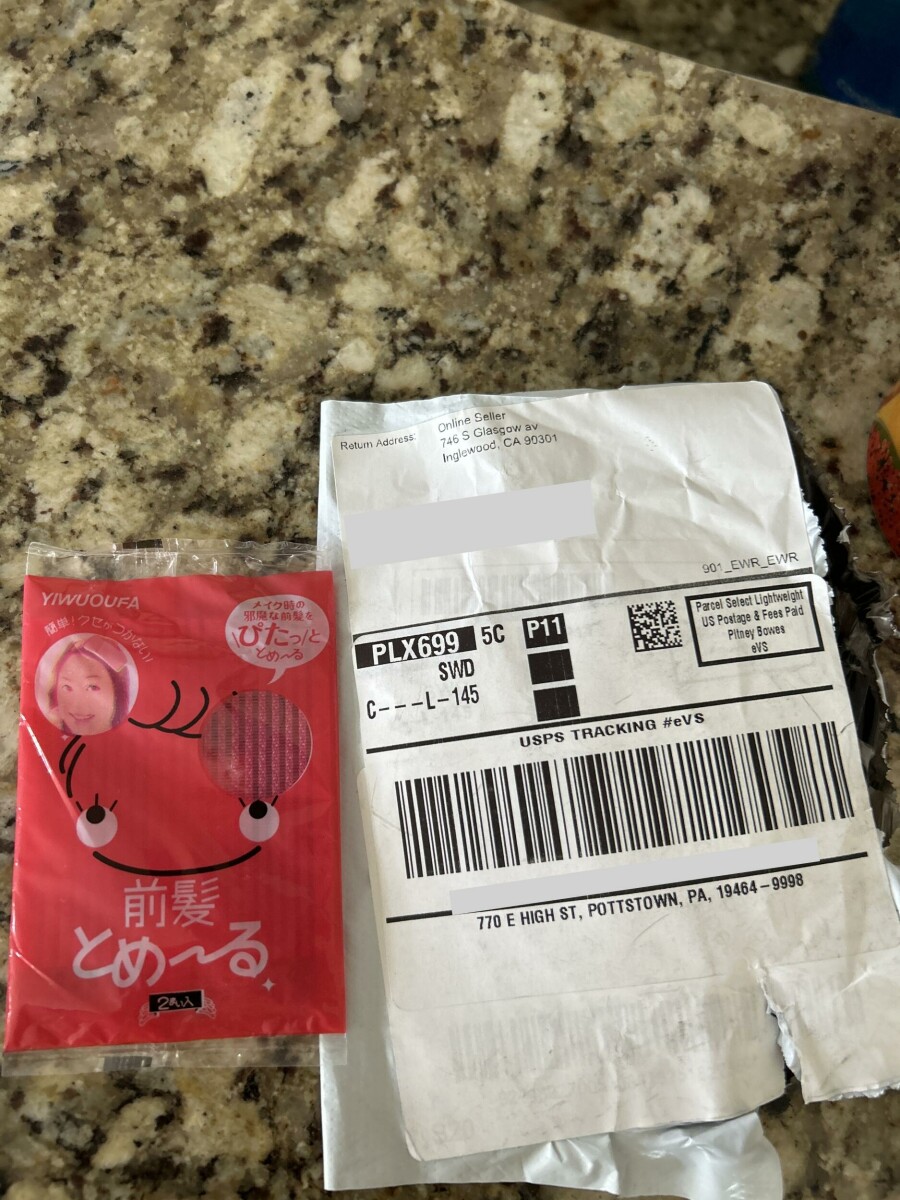 YIWUOUFA
簡単!クセがつかない!
メイク時の
邪魔な前髪を
ぴたっ/と
とめ〜る
前髪
とめ〜る
2枚入
Return Address:
Online Seller
746 S Glasgow av
Inglewood, CA 90301
901_EWR_EWR
PLX699 5C P11
SWD
C---L-145
Parcel Select Lightweight
US Postage & Fees Paid
Pitney Bowes
eVS
USPS TRACKING #eVS
770 E HIGH ST, POTTSTOWN, PA, 19464-9998